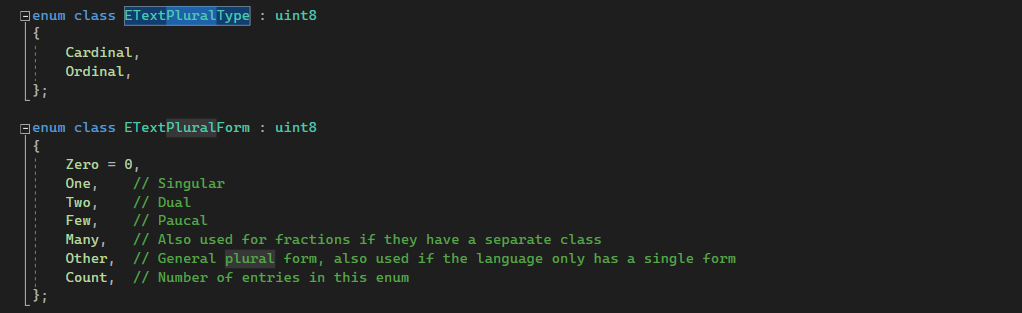 enum class ETextPluralType : uint8
{
    Cardinal,
    Ordinal,
};

enum class ETextPluralForm : uint8
{
    Zero = 0,
    One,    // Singular
    Two,    // Dual
    Few,    // Paucal
    Many,   // Also used for fractions if they have a separate class
    Other,  // General plural form, also used if the language only has a single form
    Count,  // Number of entries in this enum
};